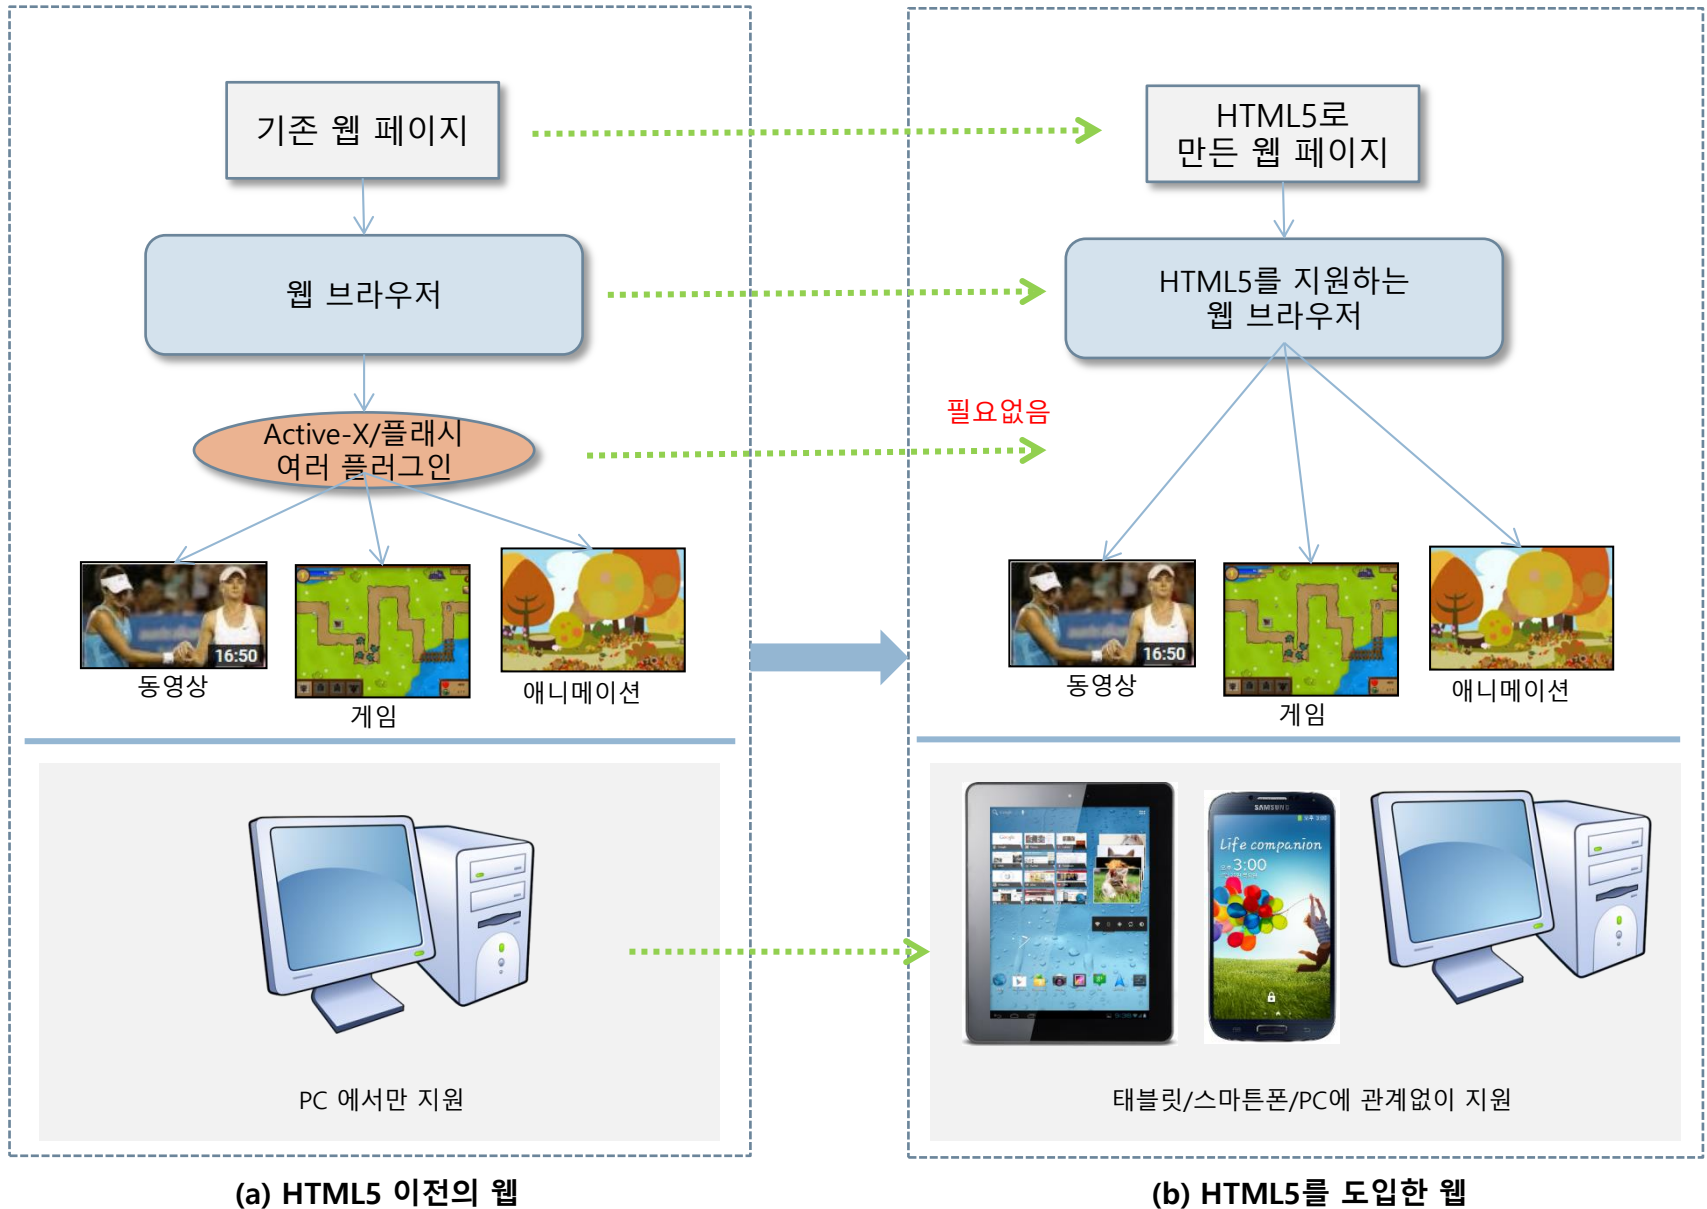 기존 웹 페이지
웹 브라우저
Active-X/플래시
여러 플러그인
16:50
동영상
게임
애니메이션
PC 에서만 지원
(a) HTML5 이전의 웹
필요없음
HTML5로
만든 웹 페이지
HTML5를 지원하는
웹 브라우저
16:50
동영상
게임
애니메이션
SAMSUNG
Life companion
3:00
태블릿/스마튼폰/PC에 관계없이 지원
(b) HTML5를 도입한 웹